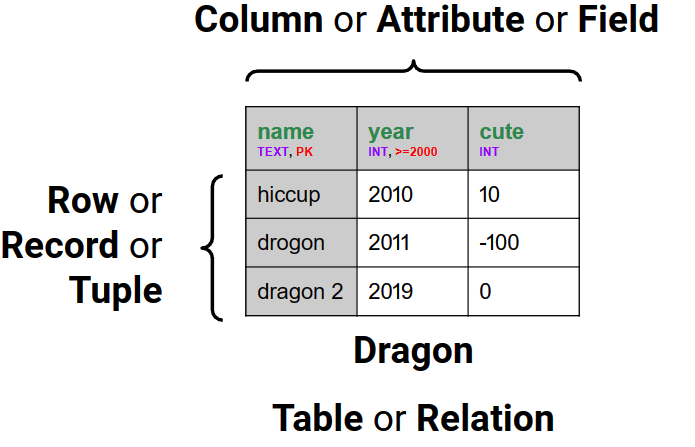 Column or Attribute or Field
name year cute
TEXT, PK INT, >=2000 INT
hiccup 2010 10
drogon 2011 -100
dragon 2 2019 0
Row or
Record or
Tuple
Dragon
Table or Relation